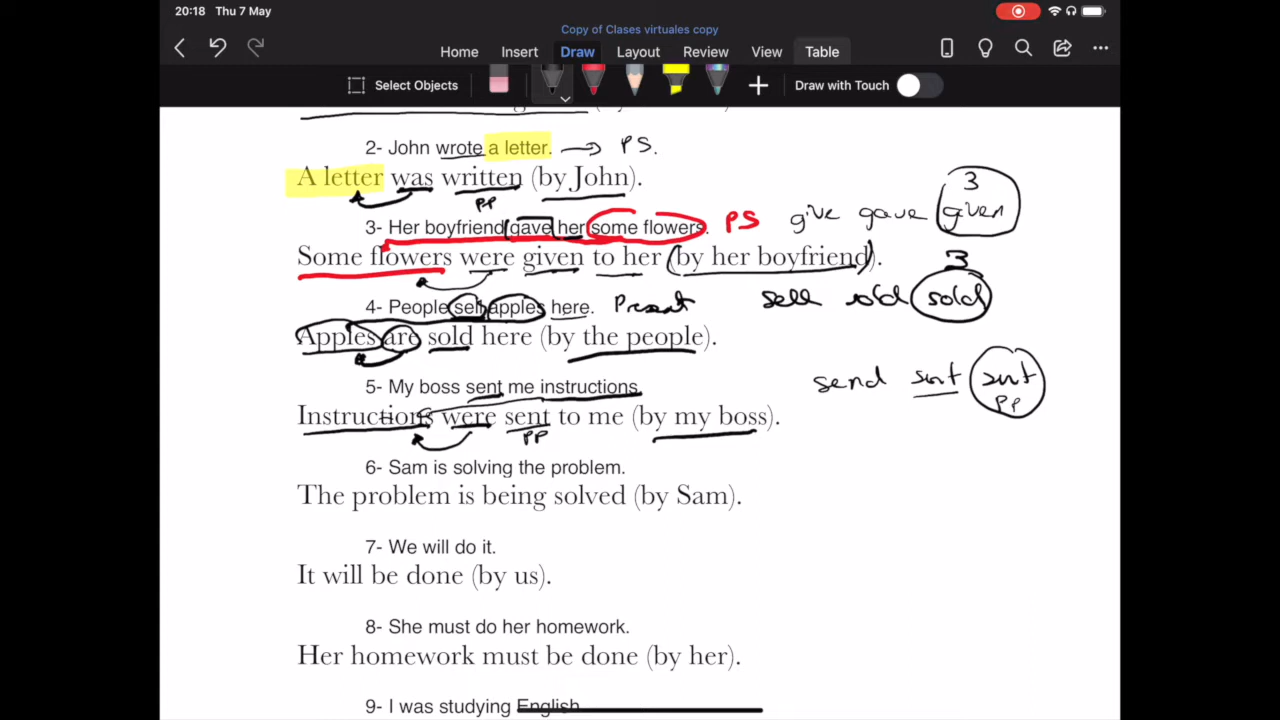 20:18 Thu 7 May
Copy of Clases virtuales copy
Home Insert Draw Layout Review View Table
Select Objects Draw with Touch
2- John wrote a letter. → PS.
A letter was written (by John).
PP
3- Her boyfriend gave her some flowers. PS give gave given 3
Some flowers were given to her (by her boyfriend).
4- People sell apples here. Present sell sold sold 3
Apples are sold here (by the people).
5- My boss sent me instructions. send sent sent PP
Instructions were sent to me (by my boss).
PP
6- Sam is solving the problem.
The problem is being solved (by Sam).
7- We will do it.
It will be done (by us).
8- She must do her homework.
Her homework must be done (by her).
9- I was studying English